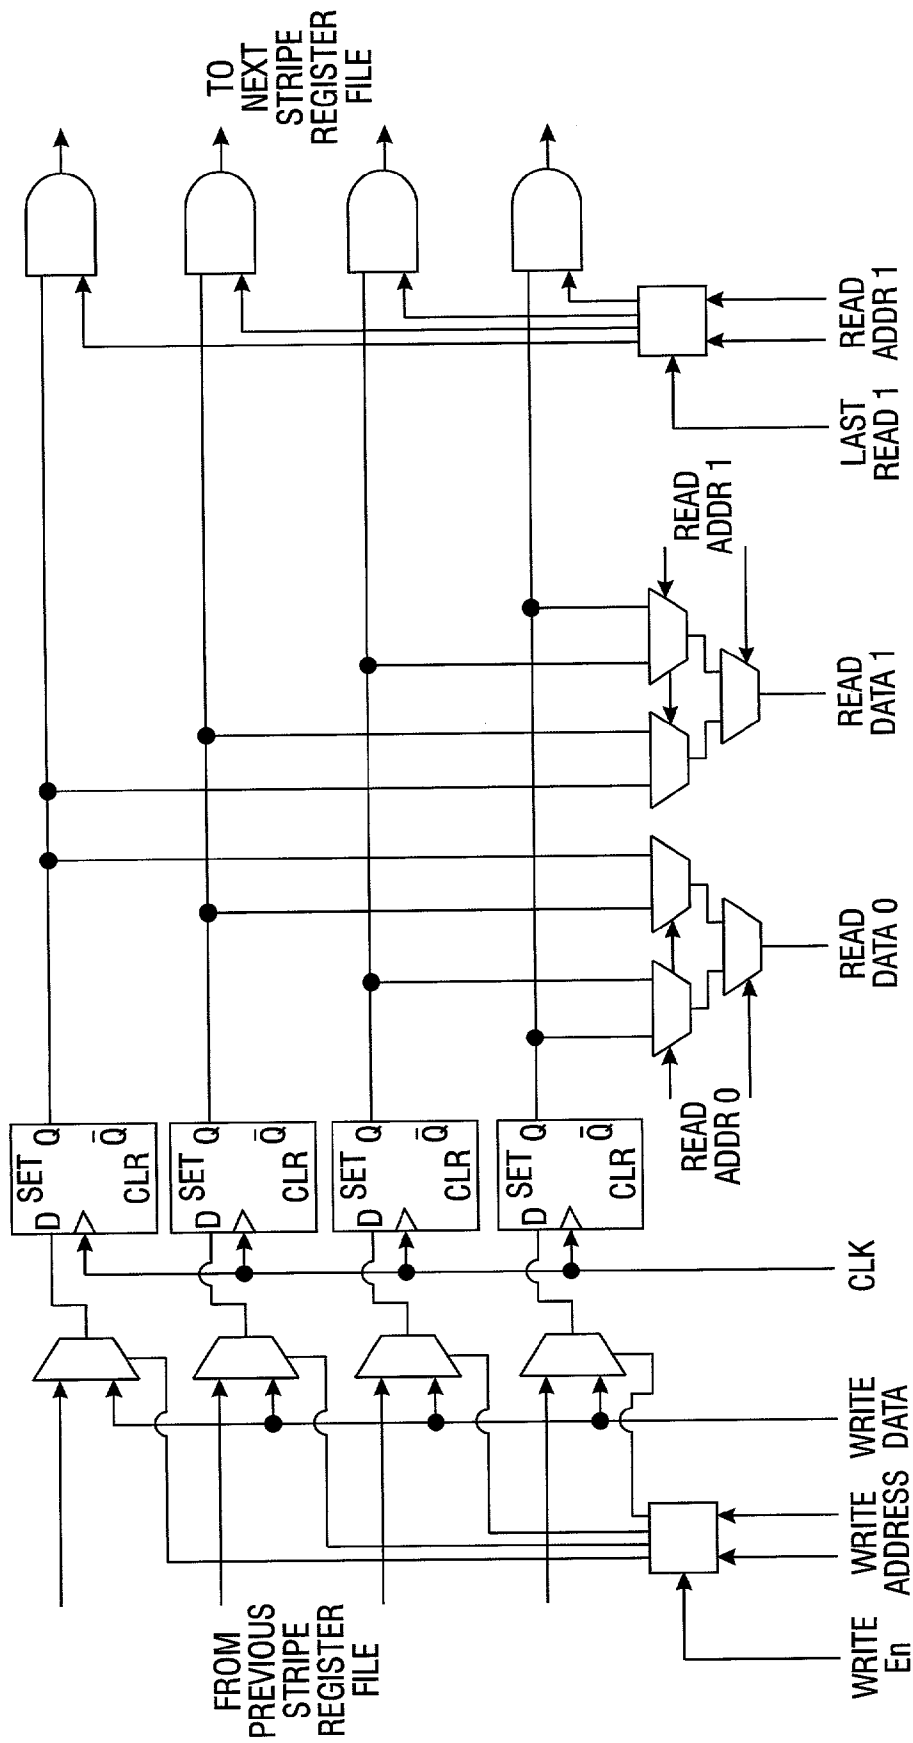 FROM
PREVIOUS
STRIPE
REGISTER
FILE
TO
NEXT
STRIPE
REGISTER
FILE
D
SET
Q
Q̅
CLR
D
SET
Q
Q̅
CLR
D
SET
Q
Q̅
CLR
D
SET
Q
Q̅
CLR
READ
ADDR 0
READ
ADDR 1
WRITE
En
WRITE
ADDRESS
WRITE
DATA
CLK
READ
DATA 0
READ
DATA 1
LAST
READ 1
READ
ADDR 1